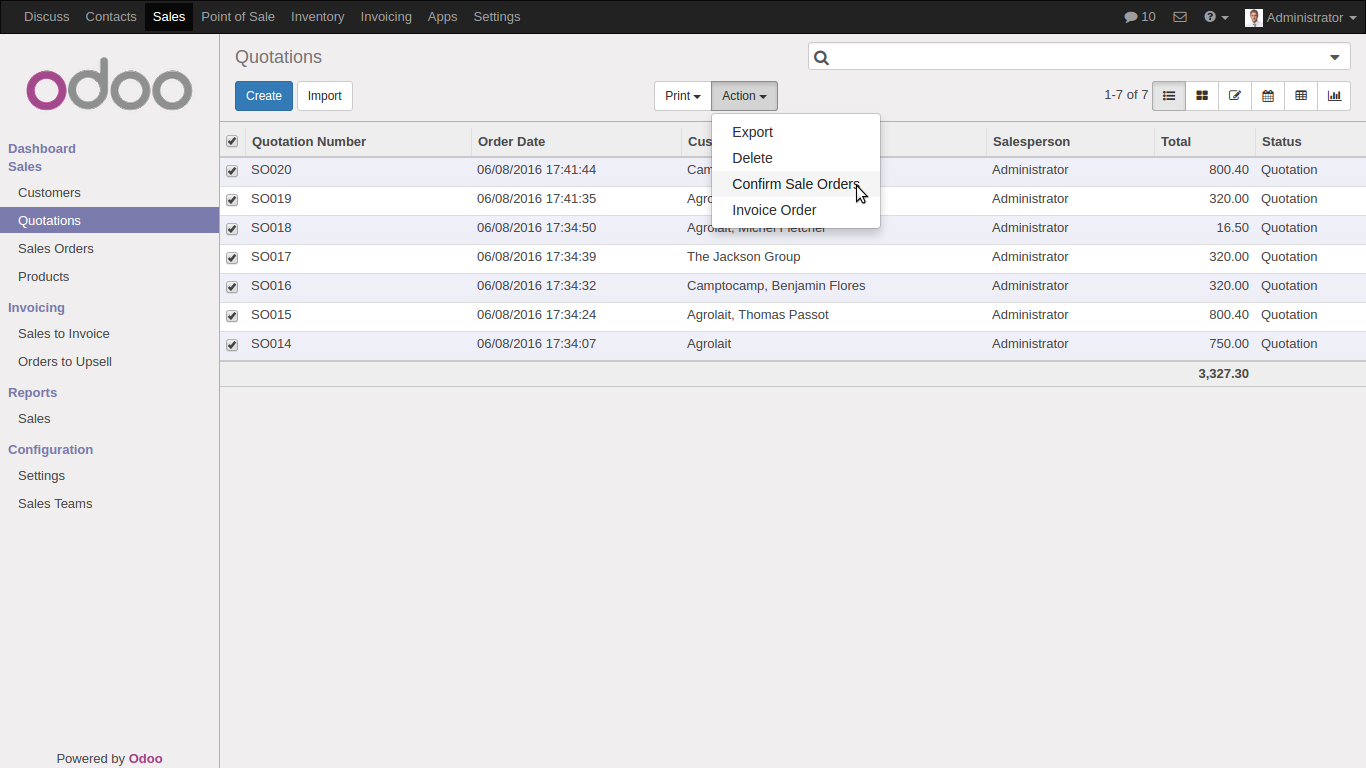 Discuss Contacts Sales Point of Sale Inventory Invoicing Apps Settings 10 Administrator
odoo
Dashboard
Sales
Customers
Quotations
Sales Orders
Products
Invoicing
Sales to Invoice
Orders to Upsell
Reports
Sales
Configuration
Settings
Sales Teams
Powered by Odoo
Quotations
Create Import Print Action 1-7 of 7
Export
Delete
Confirm Sale Orders
Invoice Order
Quotation Number Order Date Cus Salesperson Total Status
SO020 06/08/2016 17:41:44 Cam Administrator 800.40 Quotation
SO019 06/08/2016 17:41:35 Agro Administrator 320.00 Quotation
SO018 06/08/2016 17:34:50 Agrolait, Michel Fletcher Administrator 16.50 Quotation
SO017 06/08/2016 17:34:39 The Jackson Group Administrator 320.00 Quotation
SO016 06/08/2016 17:34:32 Camptocamp, Benjamin Flores Administrator 320.00 Quotation
SO015 06/08/2016 17:34:24 Agrolait, Thomas Passot Administrator 800.40 Quotation
SO014 06/08/2016 17:34:07 Agrolait Administrator 750.00 Quotation
3,327.30